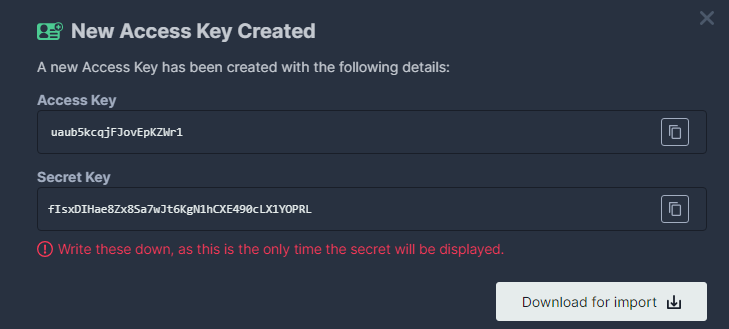 New Access Key Created
A new Access Key has been created with the following details:
Access Key
uaub5kcqjFJovEpKZWr1
Secret Key
fIsxDIHae8Zx8Sa7wJt6KgN1hCXE490cLX1YOPRL
Write these down, as this is the only time the secret will be displayed.
Download for import